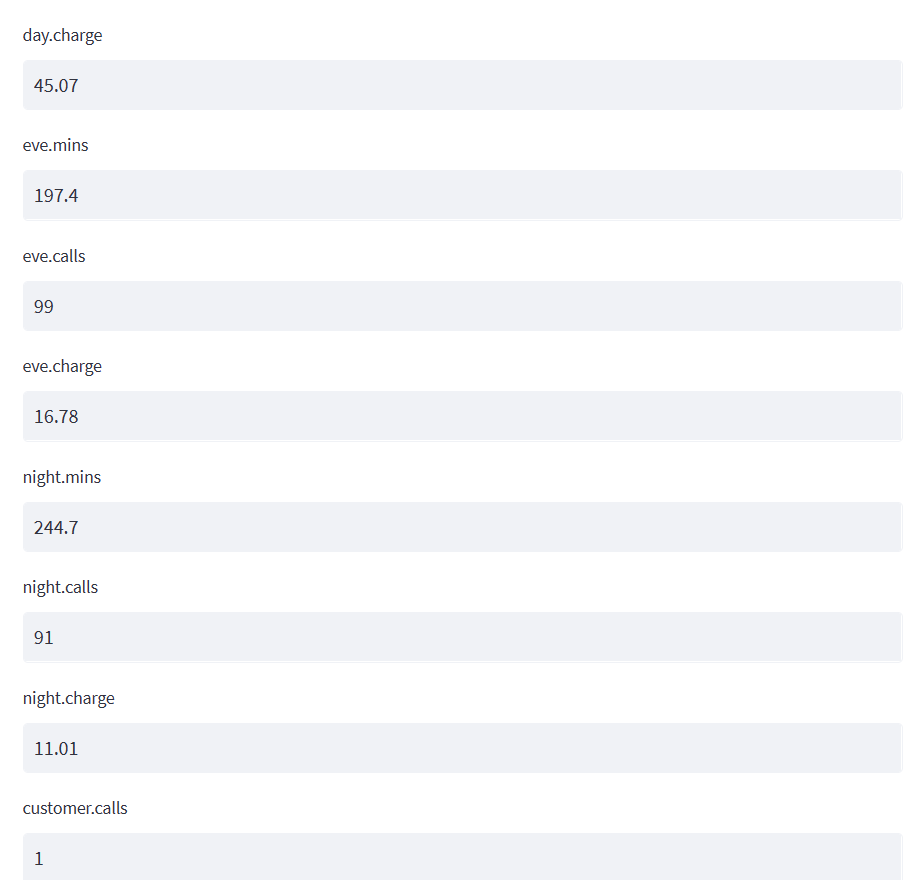 day.charge
45.07
eve.mins
197.4
eve.calls
99
eve.charge
16.78
night.mins
244.7
night.calls
91
night.charge
11.01
customer.calls
1